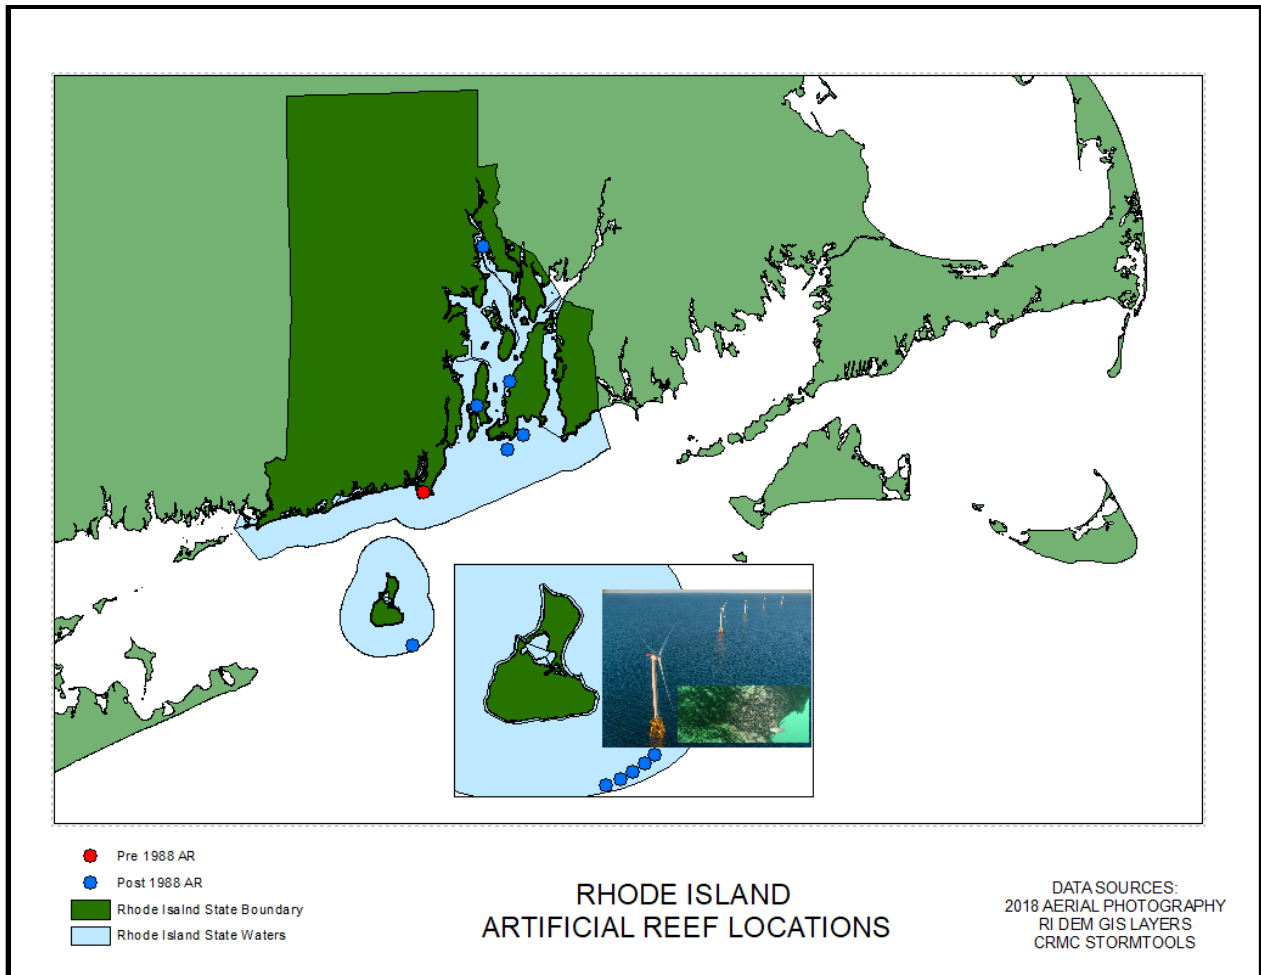 Pre 1988 AR
Post 1988 AR
Rhode Isalnd State Boundary
Rhode Island State Waters
RHODE ISLAND
ARTIFICIAL REEF LOCATIONS
DATA SOURCES:
2018 AERIAL PHOTOGRAPHY
RI DEM GIS LAYERS
CRMC STORMTOOLS